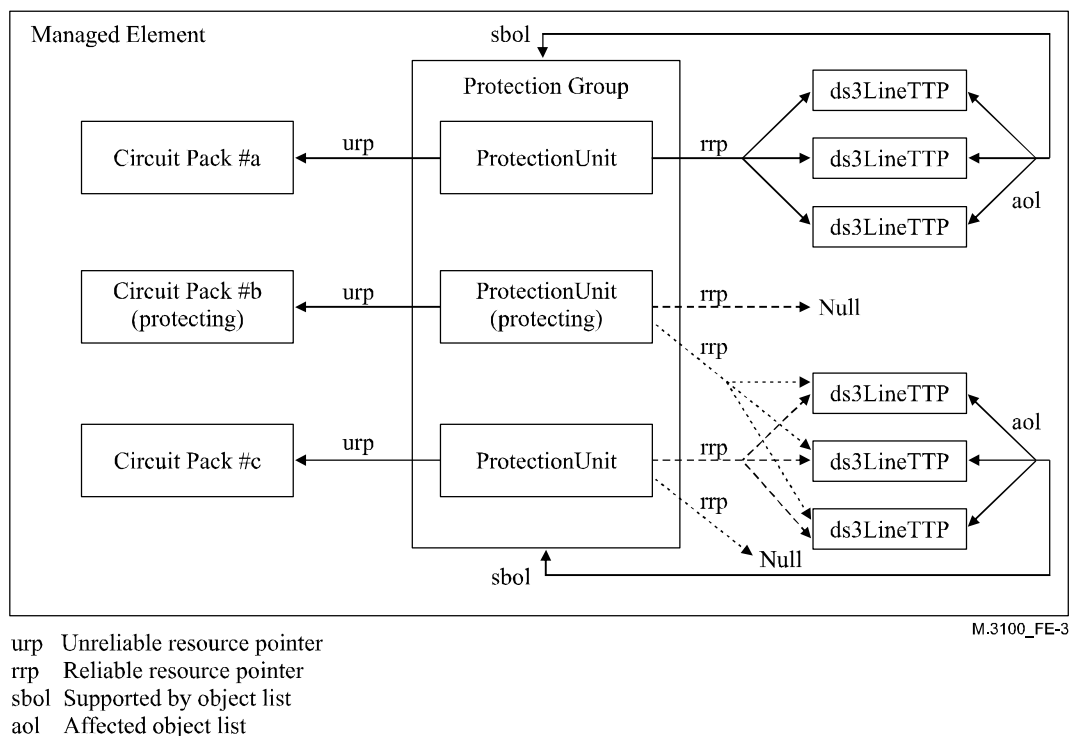 Managed Element
sbol
Protection Group
ds3LineTTP
Circuit Pack #a
urp
ProtectionUnit
rrp
ds3LineTTP
aol
ds3LineTTP
Circuit Pack #b
(protecting)
urp
ProtectionUnit
(protecting)
rrp
Null
rrp
ds3LineTTP
aol
Circuit Pack #c
urp
ProtectionUnit
rrp
ds3LineTTP
rrp
ds3LineTTP
Null
sbol
M.3100_FE-3
urp Unreliable resource pointer
rrp Reliable resource pointer
sbol Supported by object list
aol Affected object list